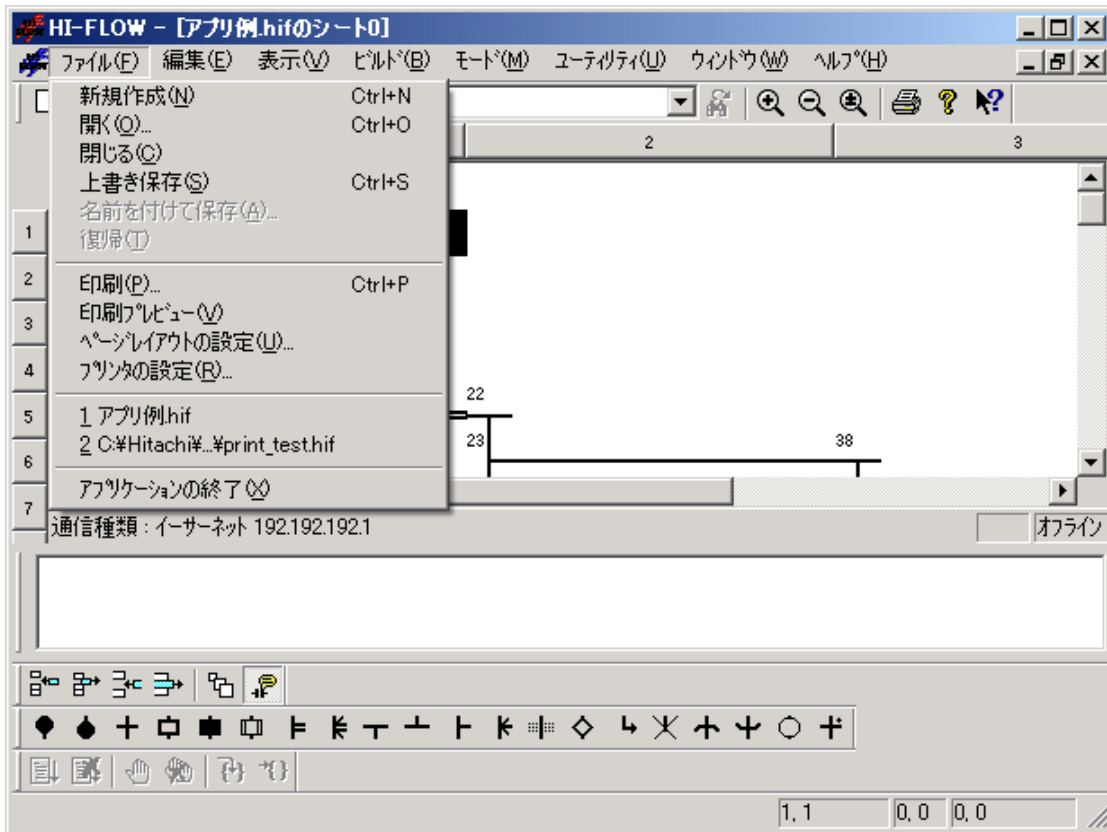 HI-FLOW - [アプリ例.hifのシート0]
ファイル(F) 編集(E) 表示(V) ビルド(B) モード(M) ユーティリティ(U) ウィンドウ(W) ヘルプ(H)
新規作成(N) Ctrl+N
開く(O)... Ctrl+O
閉じる(C)
上書き保存(S) Ctrl+S
名前を付けて保存(A)...
復帰(T)
印刷(P)... Ctrl+P
印刷プレビュー(V)
ページレイアウトの設定(U)...
プリンタの設定(R)...
1 アプリ例.hif
2 C:¥Hitachi¥...¥print_test.hif
アプリケーションの終了(X)
2 3
1
2
3
4
5
6
7
22
23 38
通信種類 : イーサーネット 192.192.192.1 オフライン
1, 1 0, 0 0, 0